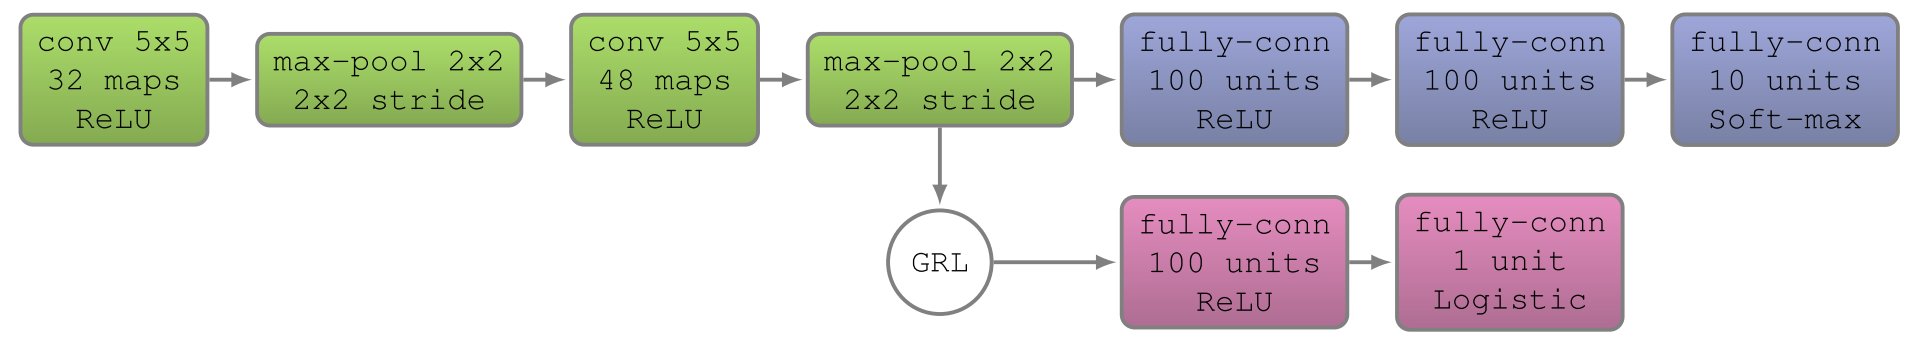 conv 5x5
32 maps
ReLU
max-pool 2x2
2x2 stride
conv 5x5
48 maps
ReLU
max-pool 2x2
2x2 stride
fully-conn
100 units
ReLU
fully-conn
100 units
ReLU
fully-conn
10 units
Soft-max
GRL
fully-conn
100 units
ReLU
fully-conn
1 unit
Logistic